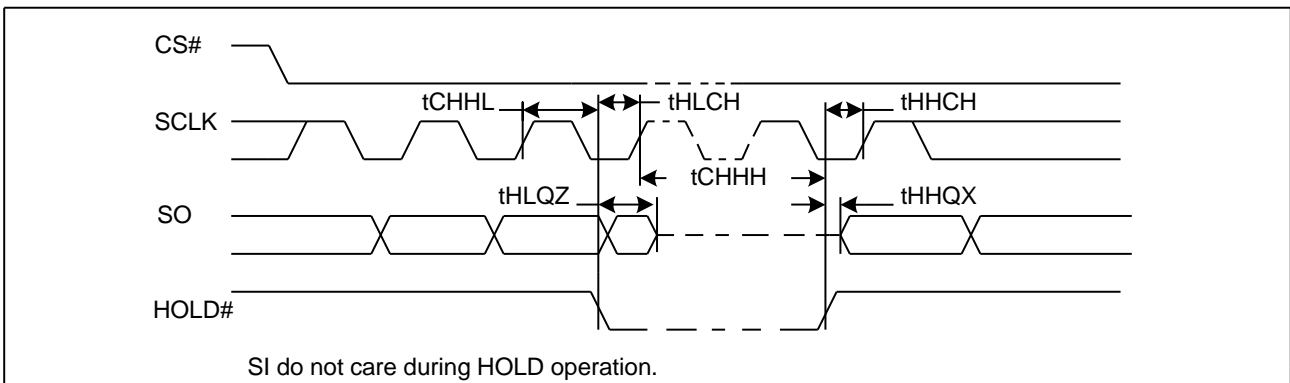 CS#
tCHHL
tHLCH
tHHCH
SCLK
tCHHH
tHLQZ
tHHQX
SO
HOLD#
SI do not care during HOLD operation.